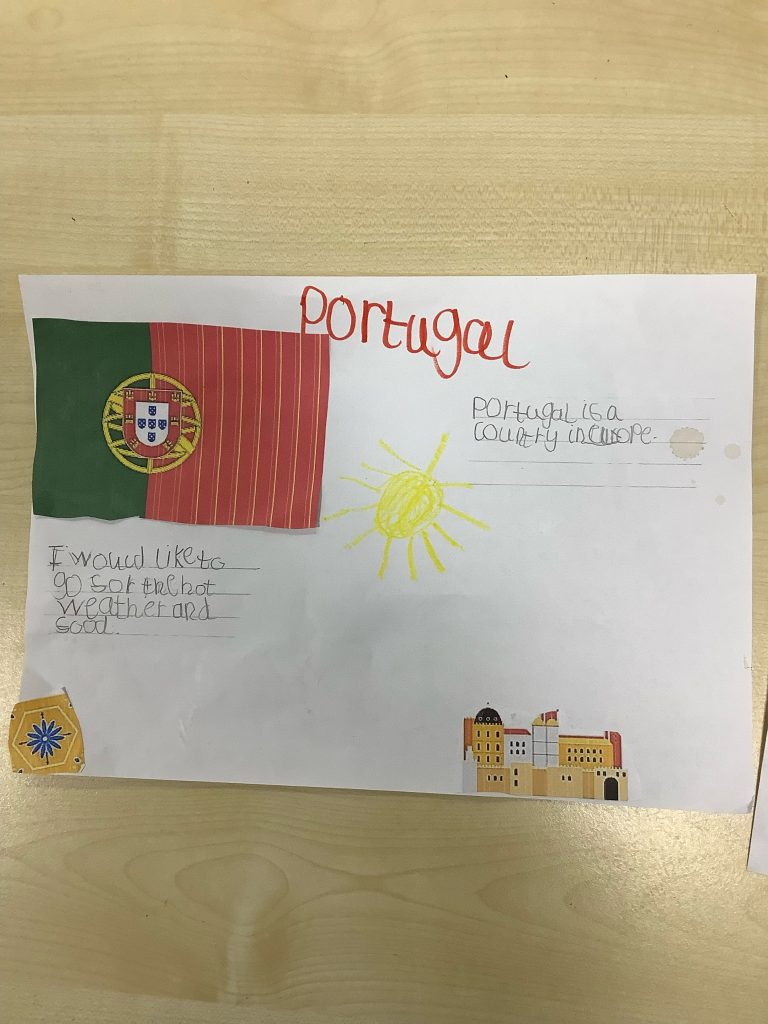 Portugal
Portugal is a
country in europe.
I would like to
go for the hot
weather and
food.